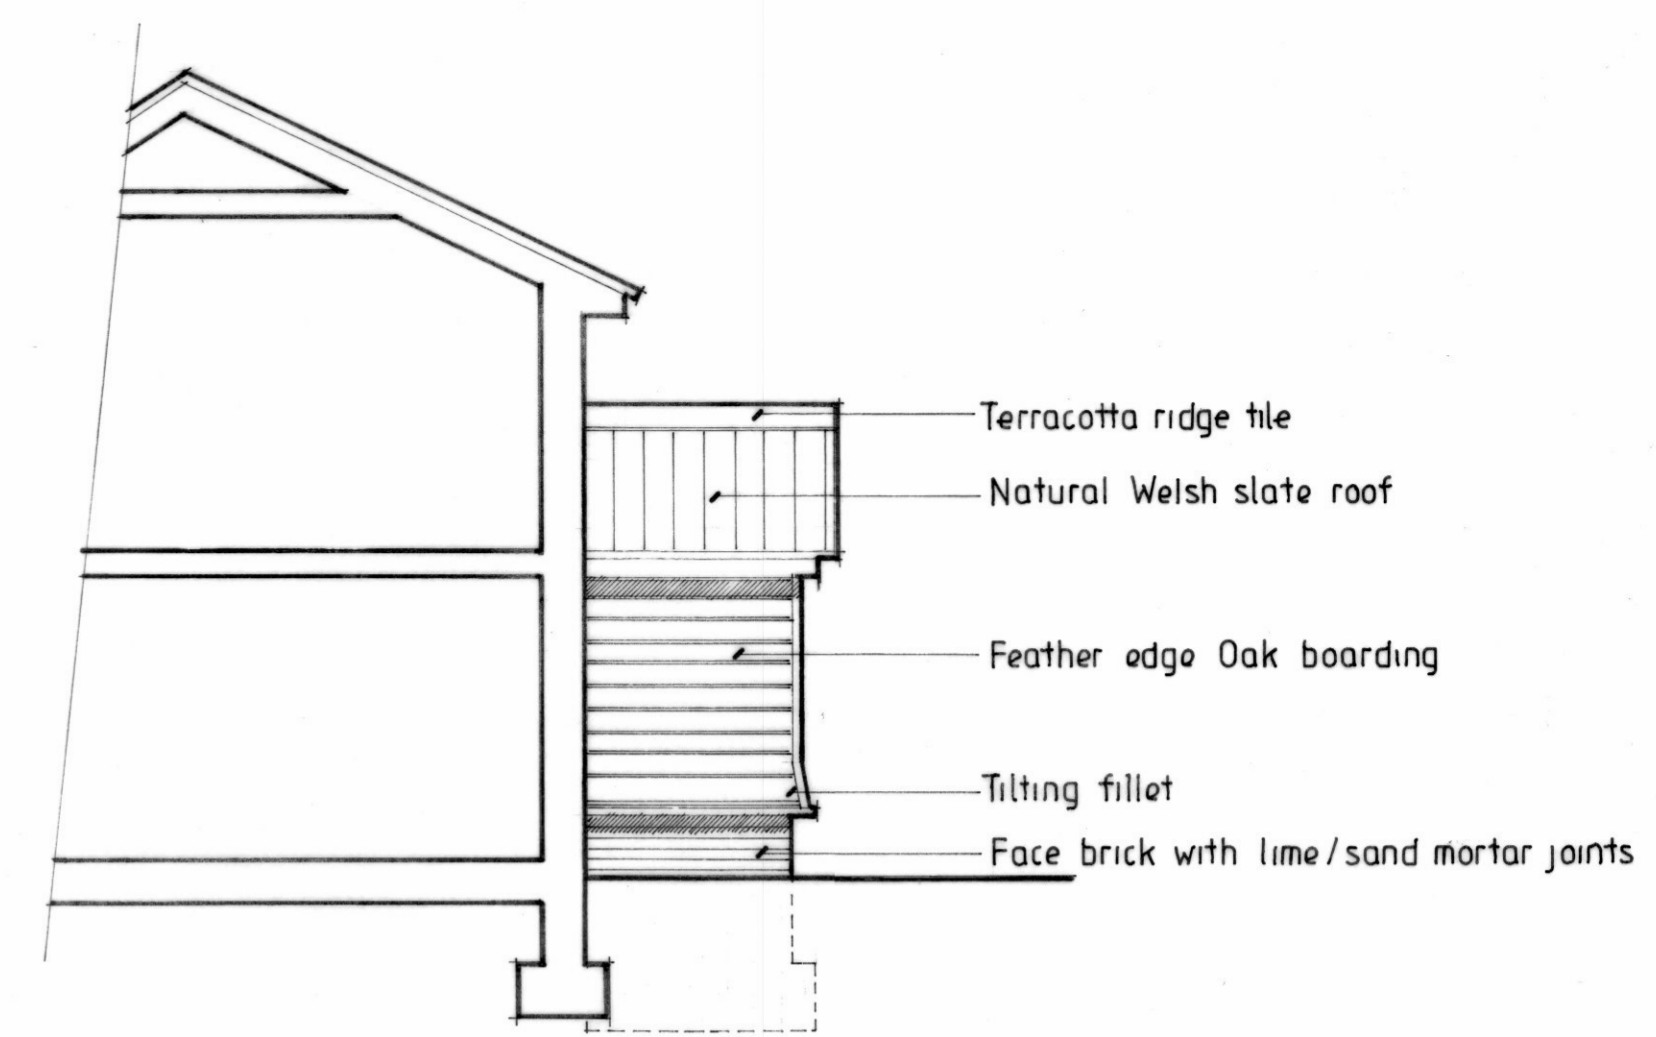 Terracotta ridge tile
Natural Welsh slate roof
Feather edge Oak boarding
Tilting fillet
Face brick with lime/sand mortar joints